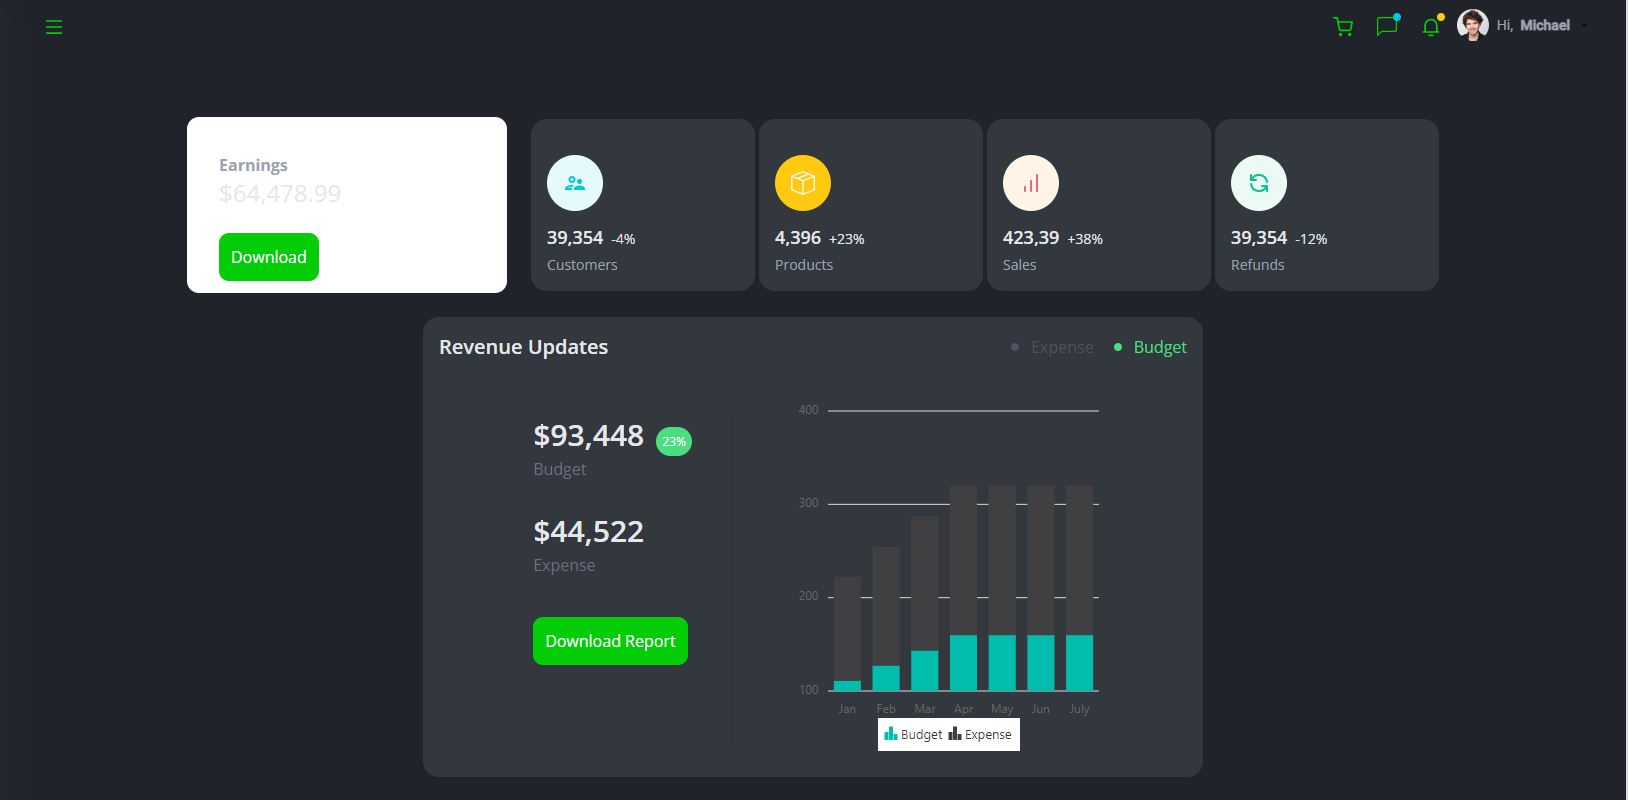 Hi, Michael
Earnings
$64,478.99
Download
39,354 -4%
Customers
4,396 +23%
Products
423,39 +38%
Sales
39,354 -12%
Refunds
Revenue Updates
Expense
Budget
$93,448 23%
Budget
$44,522
Expense
Download Report
400
300
200
100
Jan Feb Mar Apr May Jun July
Budget Expense